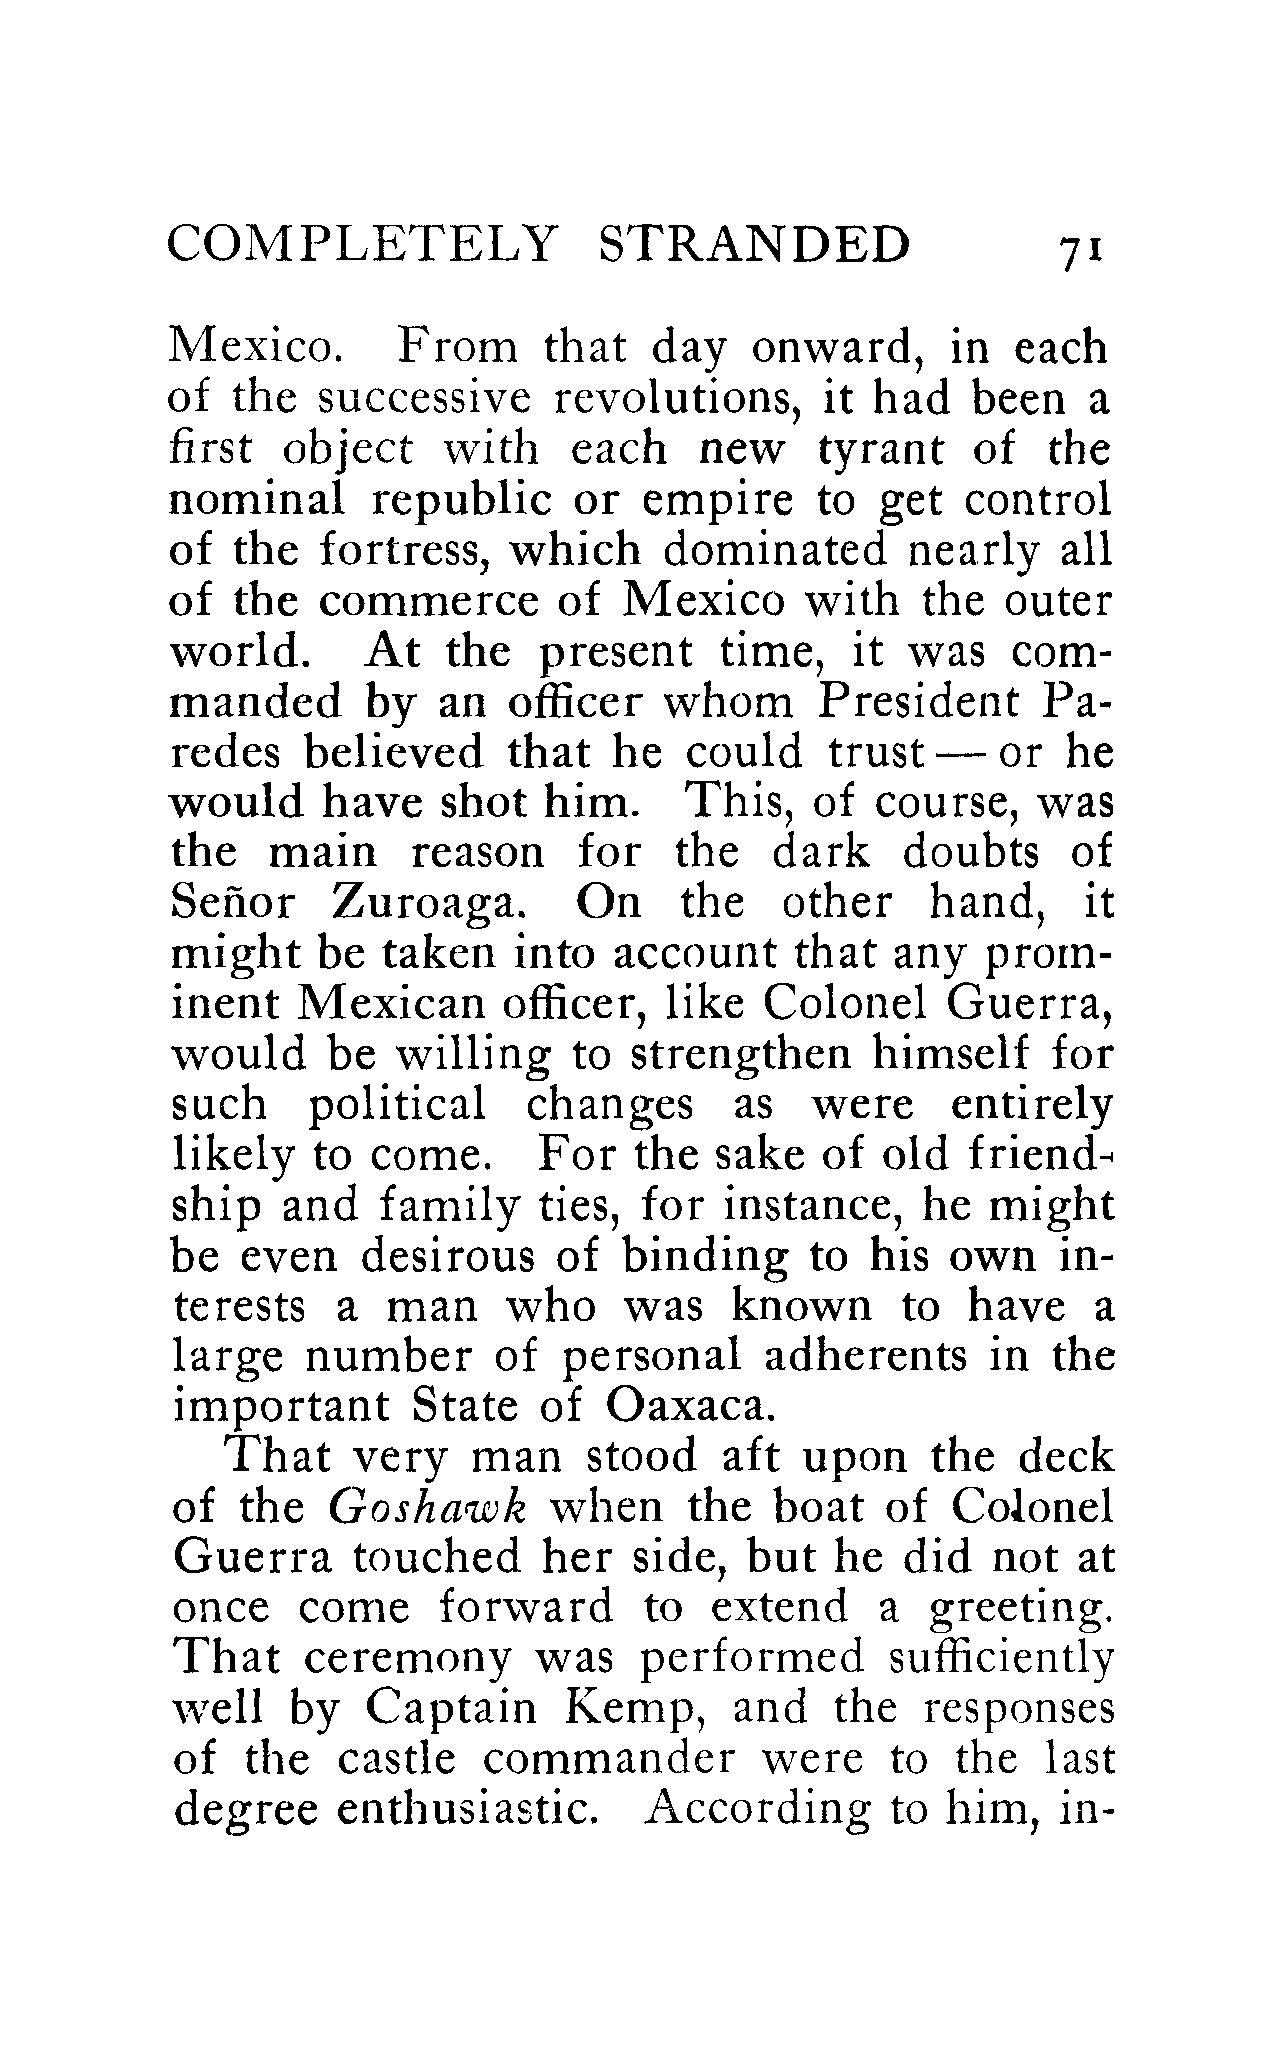 COMPLETELY STRANDED 71
Mexico. From that day onward, in each
of the successive revolutions, it had been a
first object with each new tyrant of the
nominal republic or empire to get control
of the fortress, which dominated nearly all
of the commerce of Mexico with the outer
world. At the present time, it was com-
manded by an officer whom President Pa-
redes believed that he could trust — or he
would have shot him. This, of course, was
the main reason for the dark doubts of
Señor Zuroaga. On the other hand, it
might be taken into account that any prom-
inent Mexican officer, like Colonel Guerra,
would be willing to strengthen himself for
such political changes as were entirely
likely to come. For the sake of old friend-
ship and family ties, for instance, he might
be even desirous of binding to his own in-
terests a man who was known to have a
large number of personal adherents in the
important State of Oaxaca.
That very man stood aft upon the deck
of the Goshawk when the boat of Colonel
Guerra touched her side, but he did not at
once come forward to extend a greeting.
That ceremony was performed sufficiently
well by Captain Kemp, and the responses
of the castle commander were to the last
degree enthusiastic. According to him, in-